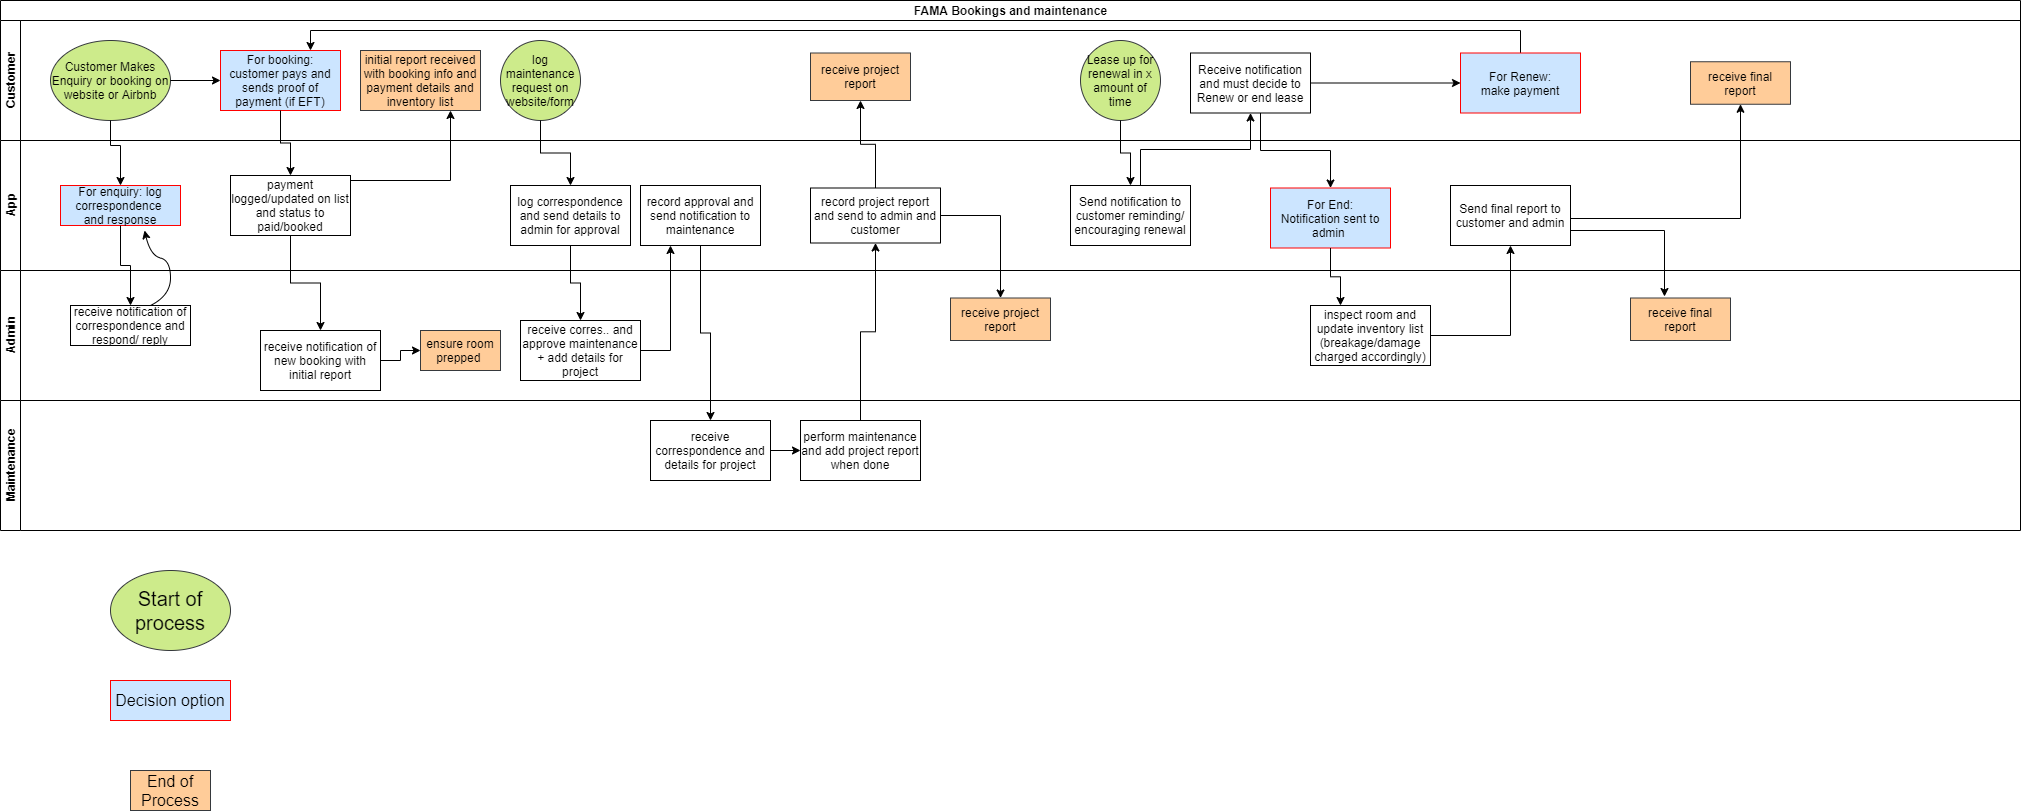 FAMA Bookings and maintenance
Customer
Customer Makes
Enquiry or booking on
website or Airbnb
For booking:
customer pays and
sends proof of
payment (if EFT)
initial report received
with booking info and
payment details and
inventory list
log
maintenance
request on
website/form
receive project
report
Lease up for
renewal in x
amount of
time
Receive notification
and must decide to
Renew or end lease
For Renew:
make payment
receive final
report
App
For enquiry: log
correspondence
and response
payment
logged/updated on list
and status to
paid/booked
log correspondence
and send details to
admin for approval
record approval and
send notification to
maintenance
record project report
and send to admin and
customer
Send notification to
customer reminding/
encouraging renewal
For End:
Notification sent to
admin
Send final report to
customer and admin
Admin
receive notification of
correspondence and
respond/ reply
receive notification of
new booking with
initial report
ensure room
prepped
receive corres.. and
approve maintenance
+ add details for
project
receive project
report
inspect room and
update inventory list
(breakage/damage
charged accordingly)
receive final
report
Maintenance
receive
correspondence and
details for project
perform maintenance
and add project report
when done
Start of
process
Decision option
End of
Process